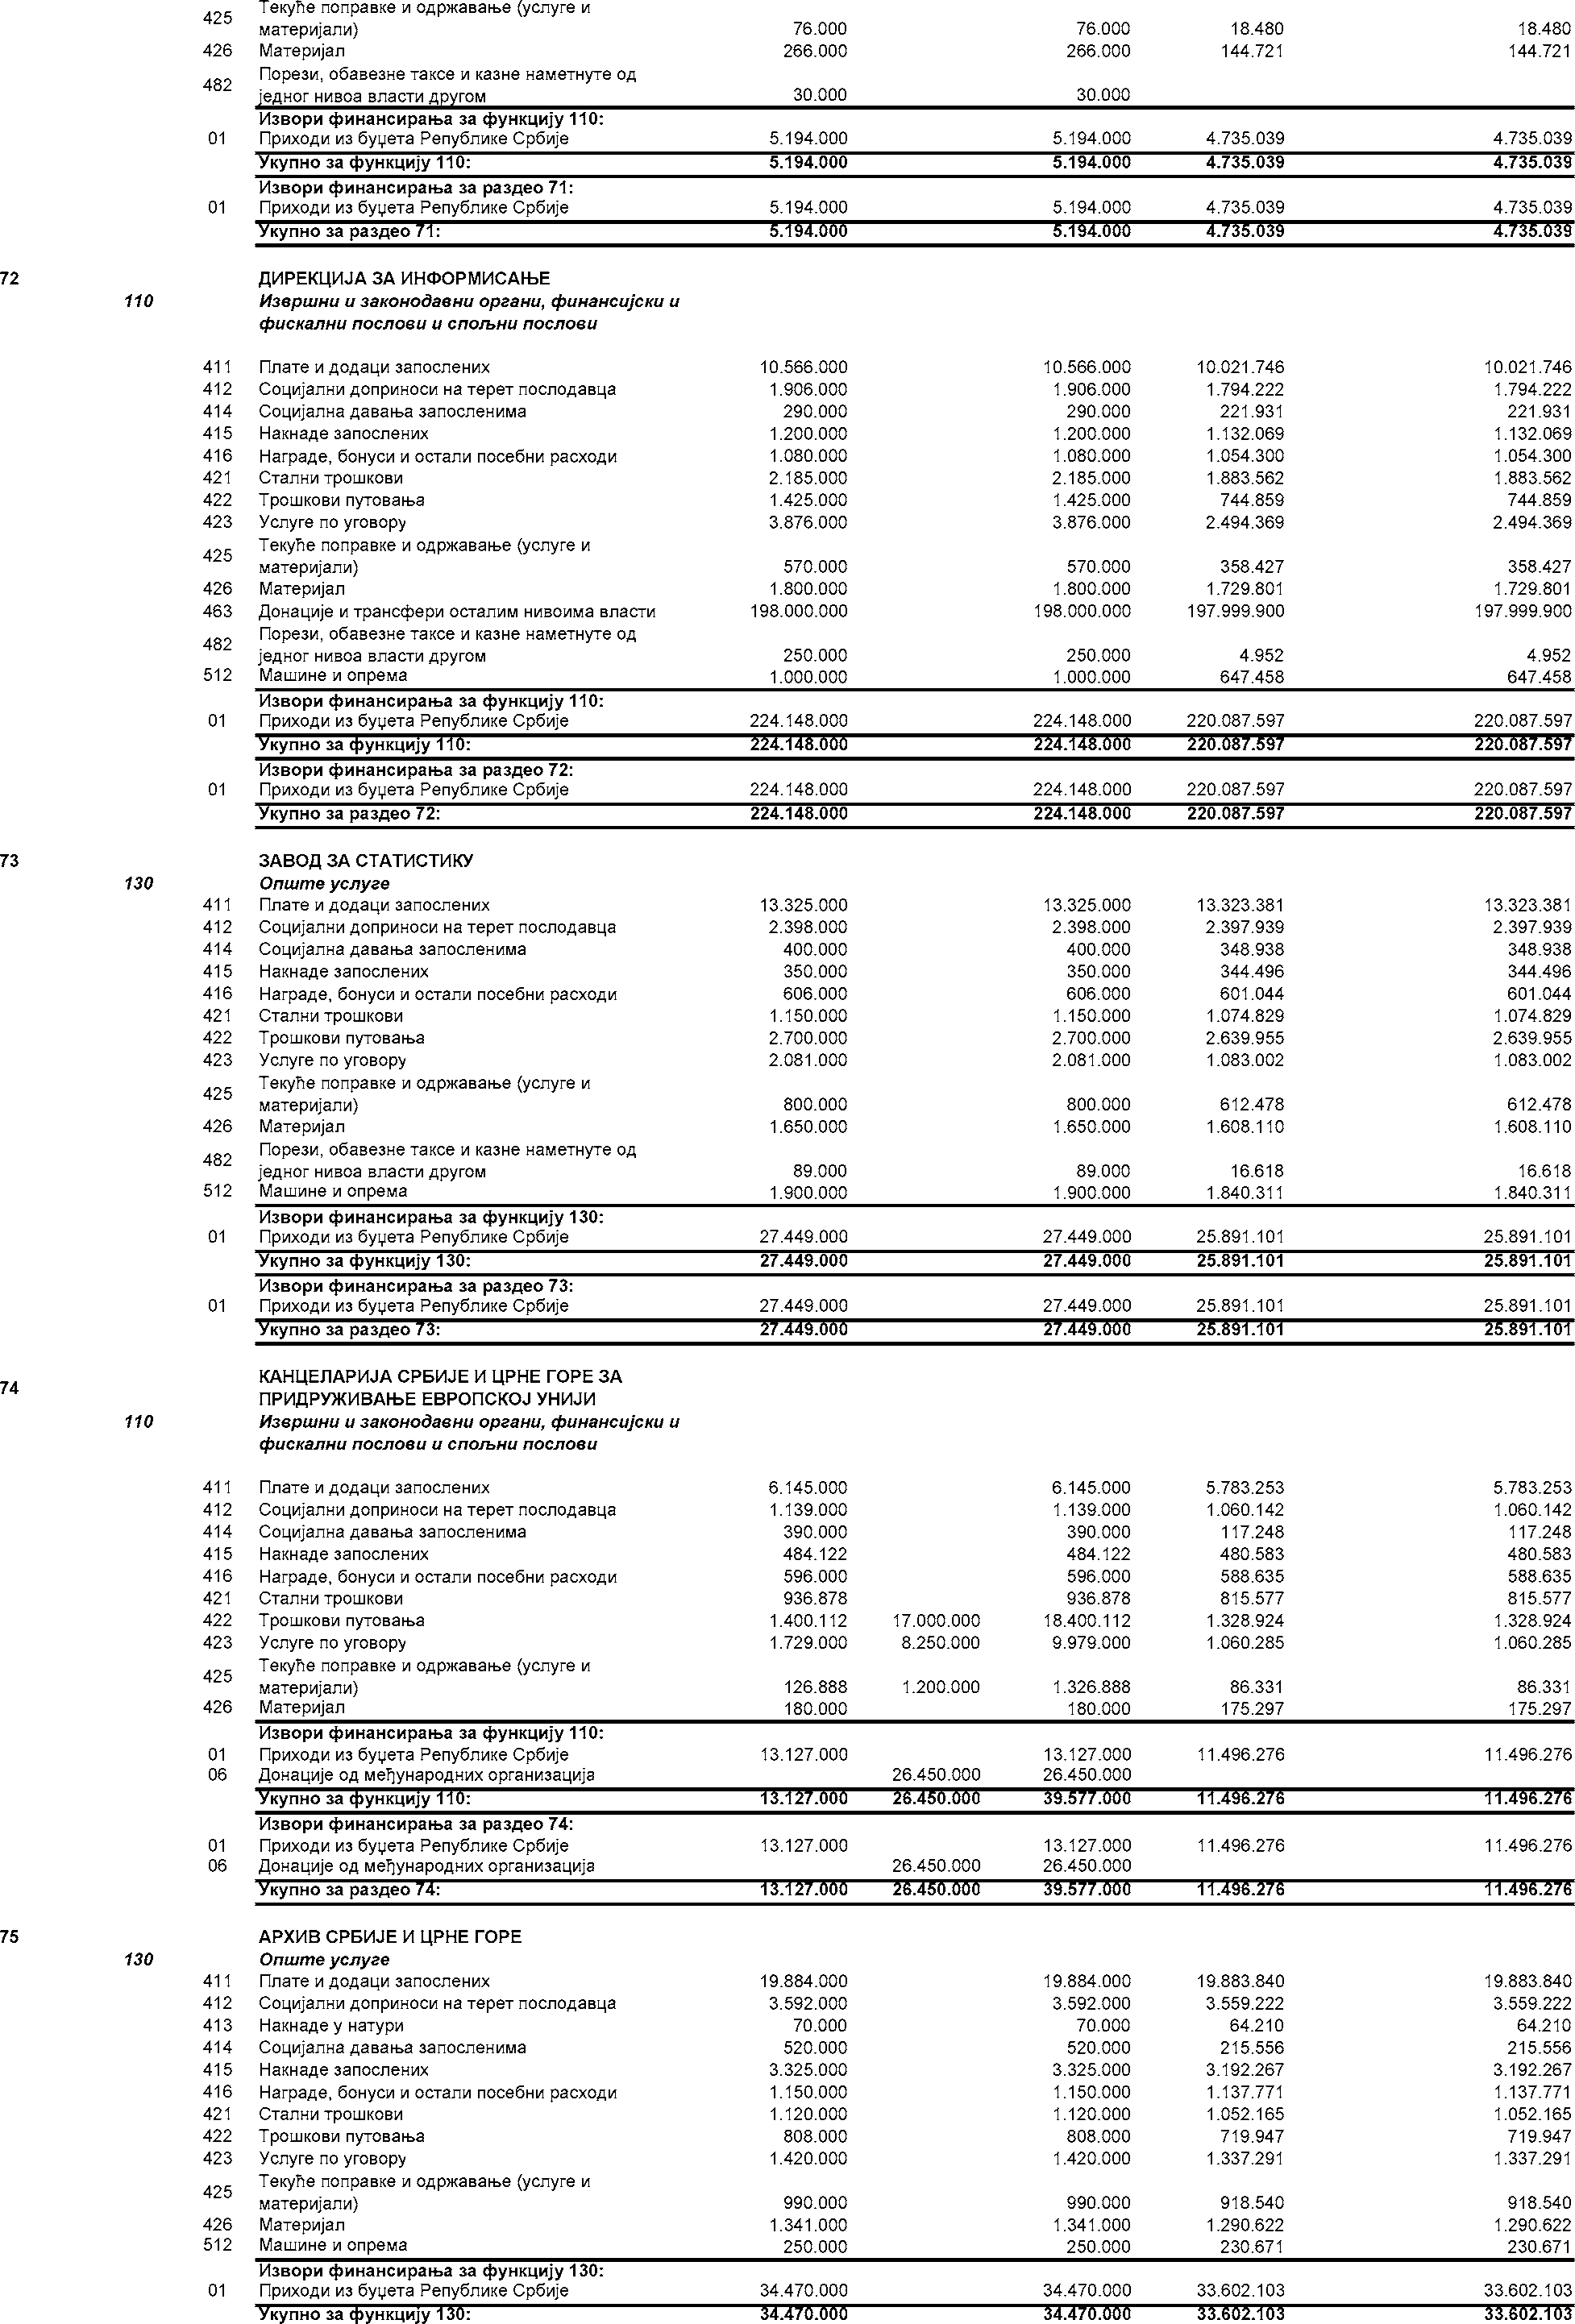 Текуће поправке и одржавање (услуге и
425 материјали) 76.000 76.000 18.480 18.480
426 Материјал 266.000 266.000 144.721 144.721
Порези, обавезне таксе и казне наметнуте од
482 једног нивоа власти другом 30.000 30.000
Извори финансирања за функцију 110:
01 Приходи из буџета Републике Србије 5.194.000 5.194.000 4.735.039 4.735.039
Укупно за функцију 110: 5.194.000 5.194.000 4.735.039 4.735.039
Извори финансирања за раздео 71:
01 Приходи из буџета Републике Србије 5.194.000 5.194.000 4.735.039 4.735.039
Укупно за раздео 71: 5.194.000 5.194.000 4.735.039 4.735.039
72 ДИРЕКЦИЈА ЗА ИНФОРМИСАЊЕ
110 Извршни и законодавни органи, финансијски и
фискални послови и спољни послови
411 Плате и додаци запослених 10.566.000 10.566.000 10.021.746 10.021.746
412 Социјални доприноси на терет послодавца 1.906.000 1.906.000 1.794.222 1.794.222
414 Социјална давања запосленима 290.000 290.000 221.931 221.931
415 Накнаде запослених 1.200.000 1.200.000 1.132.069 1.132.069
416 Награде, бонуси и остали посебни расходи 1.080.000 1.080.000 1.054.300 1.054.300
421 Стални трошкови 2.185.000 2.185.000 1.883.562 1.883.562
422 Трошкови путовања 1.425.000 1.425.000 744.859 744.859
423 Услуге по уговору 3.876.000 3.876.000 2.494.369 2.494.369
Текуће поправке и одржавање (услуге и
425 материјали) 570.000 570.000 358.427 358.427
426 Материјал 1.800.000 1.800.000 1.729.801 1.729.801
463 Донације и трансфери осталим нивоима власти 198.000.000 198.000.000 197.999.900 197.999.900
Порези, обавезне таксе и казне наметнуте од
482 једног нивоа власти другом 250.000 250.000 4.952 4.952
512 Машине и опрема 1.000.000 1.000.000 647.458 647.458
Извори финансирања за функцију 110:
01 Приходи из буџета Републике Србије 224.148.000 224.148.000 220.087.597 220.087.597
Укупно за функцију 110: 224.148.000 224.148.000 220.087.597 220.087.597
Извори финансирања за раздео 72:
01 Приходи из буџета Републике Србије 224.148.000 224.148.000 220.087.597 220.087.597
Укупно за раздео 72: 224.148.000 224.148.000 220.087.597 220.087.597
73 ЗАВОД ЗА СТАТИСТИКУ
130 Опште услуге
411 Плате и додаци запослених 13.325.000 13.325.000 13.323.381 13.323.381
412 Социјални доприноси на терет послодавца 2.398.000 2.398.000 2.397.939 2.397.939
414 Социјална давања запосленима 400.000 400.000 348.938 348.938
415 Накнаде запослених 350.000 350.000 344.496 344.496
416 Награде, бонуси и остали посебни расходи 606.000 606.000 601.044 601.044
421 Стални трошкови 1.150.000 1.150.000 1.074.829 1.074.829
422 Трошкови путовања 2.700.000 2.700.000 2.639.955 2.639.955
423 Услуге по уговору 2.081.000 2.081.000 1.083.002 1.083.002
Текуће поправке и одржавање (услуге и
425 материјали) 800.000 800.000 612.478 612.478
426 Материјал 1.650.000 1.650.000 1.608.110 1.608.110
Порези, обавезне таксе и казне наметнуте од
482 једног нивоа власти другом 89.000 89.000 16.618 16.618
512 Машине и опрема 1.900.000 1.900.000 1.840.311 1.840.311
Извори финансирања за функцију 130:
01 Приходи из буџета Републике Србије 27.449.000 27.449.000 25.891.101 25.891.101
Укупно за функцију 130: 27.449.000 27.449.000 25.891.101 25.891.101
Извори финансирања за раздео 73:
01 Приходи из буџета Републике Србије 27.449.000 27.449.000 25.891.101 25.891.101
Укупно за раздео 73: 27.449.000 27.449.000 25.891.101 25.891.101
КАНЦЕЛАРИЈА СРБИЈЕ И ЦРНЕ ГОРЕ ЗА
74 ПРИДРУЖИВАЊЕ ЕВРОПСКОЈ УНИЈИ
110 Извршни и законодавни органи, финансијски и
фискални послови и спољни послови
411 Плате и додаци запослених 6.145.000 6.145.000 5.783.253 5.783.253
412 Социјални доприноси на терет послодавца 1.139.000 1.139.000 1.060.142 1.060.142
414 Социјална давања запосленима 390.000 390.000 117.248 117.248
415 Накнаде запослених 484.122 484.122 480.583 480.583
416 Награде, бонуси и остали посебни расходи 596.000 596.000 588.635 588.635
421 Стални трошкови 936.878 936.878 815.577 815.577
422 Трошкови путовања 1.400.112 17.000.000 18.400.112 1.328.924 1.328.924
423 Услуге по уговору 1.729.000 8.250.000 9.979.000 1.060.285 1.060.285
Текуће поправке и одржавање (услуге и
425 материјали) 126.888 1.200.000 1.326.888 86.331 86.331
426 Материјал 180.000 180.000 175.297 175.297
Извори финансирања за функцију 110:
01 Приходи из буџета Републике Србије 13.127.000 13.127.000 11.496.276 11.496.276
06 Донације од међународних организација 26.450.000 26.450.000
Укупно за функцију 110: 13.127.000 26.450.000 39.577.000 11.496.276 11.496.276
Извори финансирања за раздео 74:
01 Приходи из буџета Републике Србије 13.127.000 13.127.000 11.496.276 11.496.276
06 Донације од међународних организација 26.450.000 26.450.000
Укупно за раздео 74: 13.127.000 26.450.000 39.577.000 11.496.276 11.496.276
75 АРХИВ СРБИЈЕ И ЦРНЕ ГОРЕ
130 Опште услуге
411 Плате и додаци запослених 19.884.000 19.884.000 19.883.840 19.883.840
412 Социјални доприноси на терет послодавца 3.592.000 3.592.000 3.559.222 3.559.222
413 Накнаде у натури 70.000 70.000 64.210 64.210
414 Социјална давања запосленима 520.000 520.000 215.556 215.556
415 Накнаде запослених 3.325.000 3.325.000 3.192.267 3.192.267
416 Награде, бонуси и остали посебни расходи 1.150.000 1.150.000 1.137.771 1.137.771
421 Стални трошкови 1.120.000 1.120.000 1.052.165 1.052.165
422 Трошкови путовања 808.000 808.000 719.947 719.947
423 Услуге по уговору 1.420.000 1.420.000 1.337.291 1.337.291
Текуће поправке и одржавање (услуге и
425 материјали) 990.000 990.000 918.540 918.540
426 Материјал 1.341.000 1.341.000 1.290.622 1.290.622
512 Машине и опрема 250.000 250.000 230.671 230.671
Извори финансирања за функцију 130:
01 Приходи из буџета Републике Србије 34.470.000 34.470.000 33.602.103 33.602.103
Укупно за функцију 130: 34.470.000 34.470.000 33.602.103 33.602.103